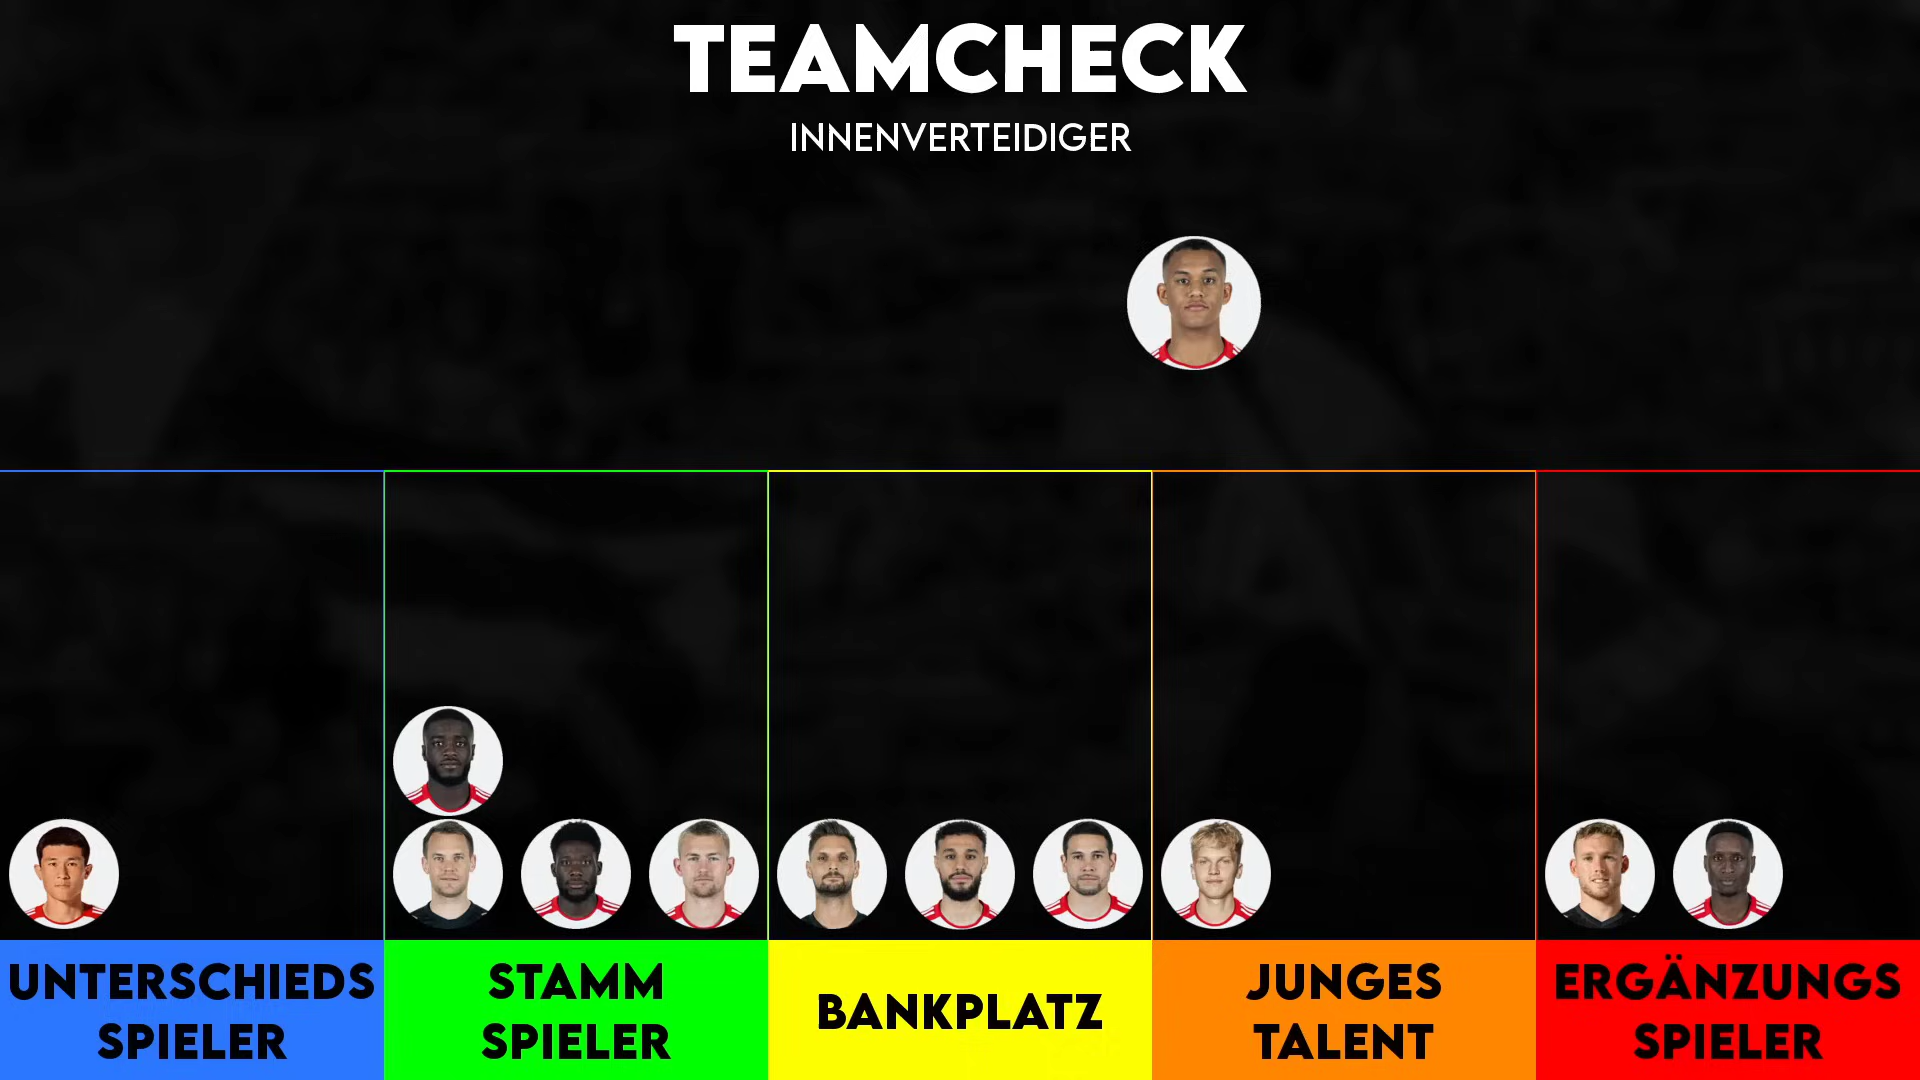 TEAMCHECK
INNENVERTEIDIGER
UNTERSCHIEDS
SPIELER
STAMM
SPIELER
BANKPLATZ
JUNGES
TALENT
ERGÄNZUNGS
SPIELER